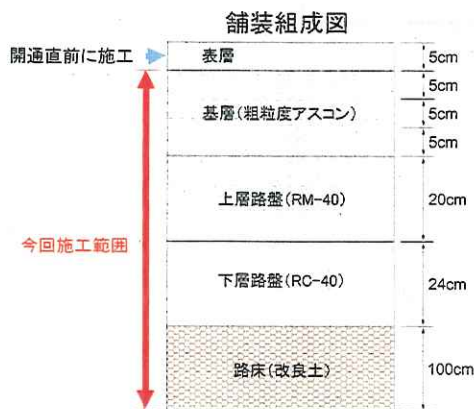 舗装組成図
開通直前に施工
表層
5cm
5cm
基層(粗粒度アスコン)
5cm
5cm
上層路盤(RM-40)
20cm
今回施工範囲
下層路盤(RC-40)
24cm
路床(改良土)
100cm